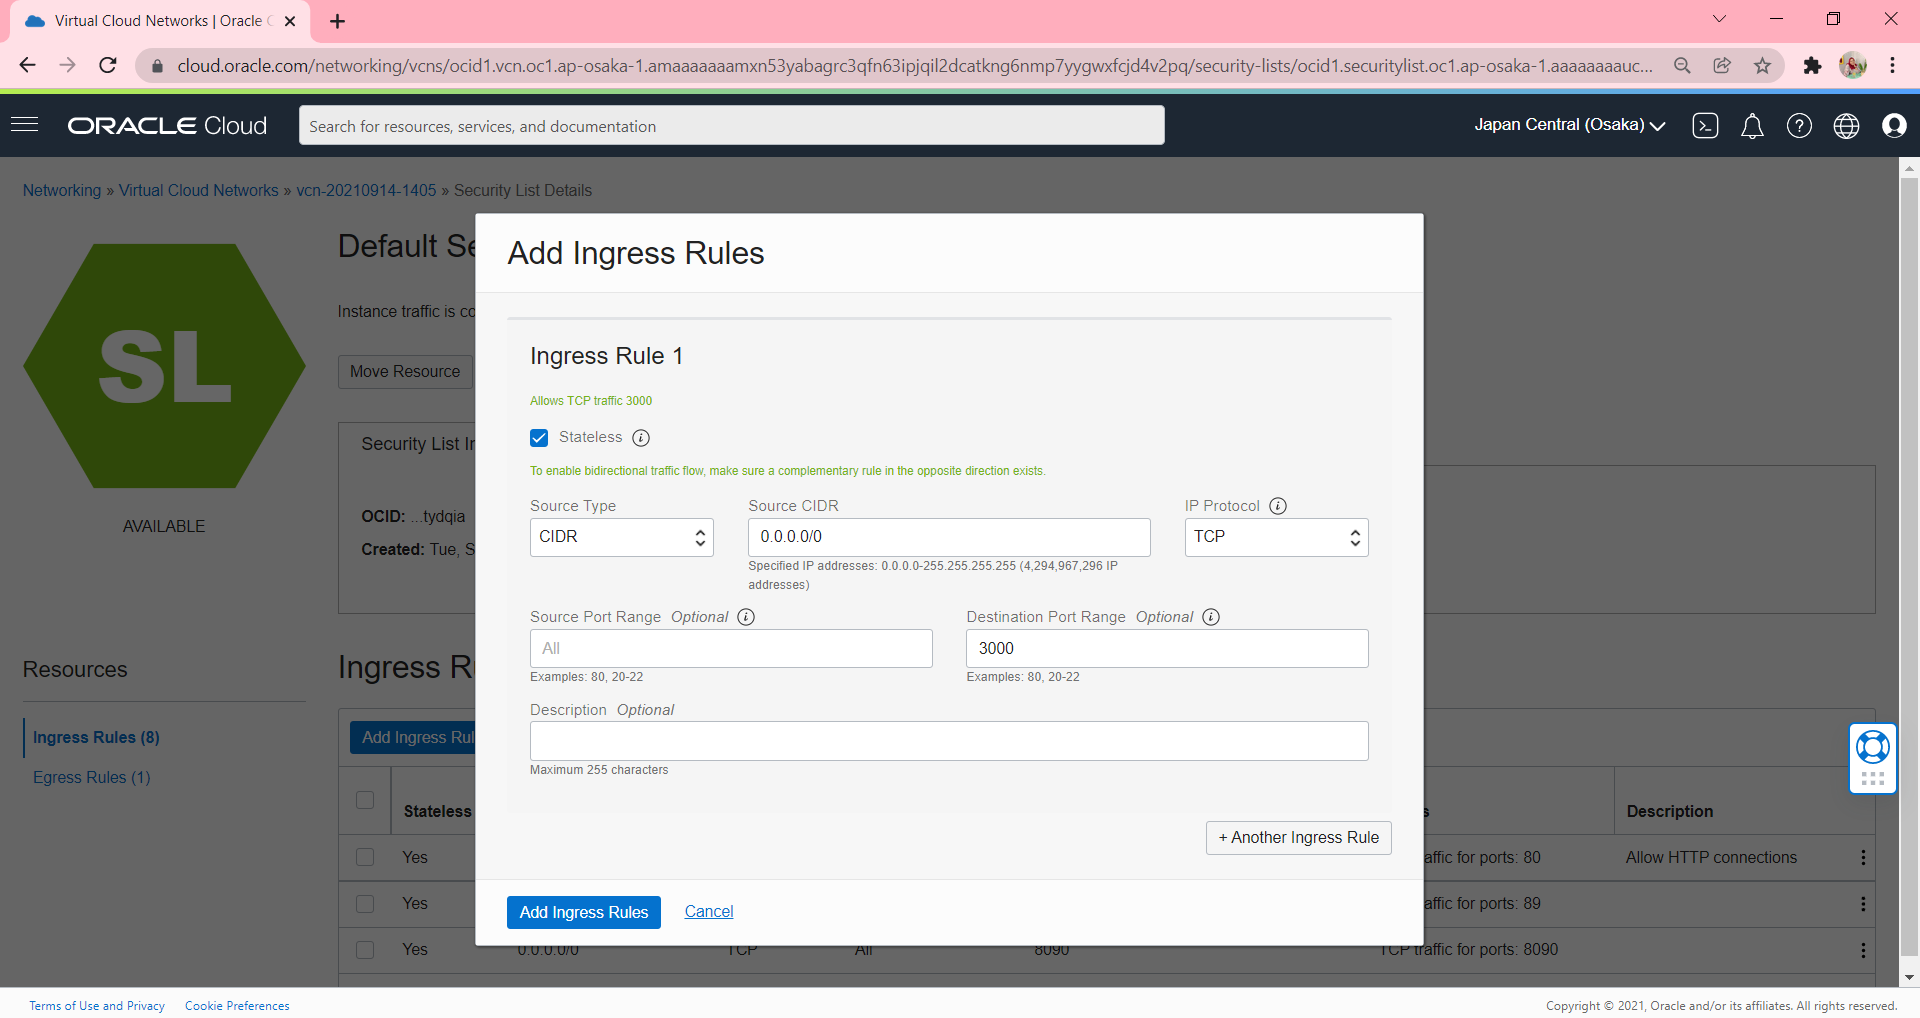 Virtual Cloud Networks | Oracle C
cloud.oracle.com/networking/vcns/ocid1.vcn.oc1.ap-osaka-1.amaaaaaaamxn53yabagrc3qfn63ipjqil2dcatkng6nmp7yygwxfcjd4v2pq/security-lists/ocid1.securitylist.oc1.ap-osaka-1.aaaaaaaauc...
ORACLE Cloud
Search for resources, services, and documentation
Japan Central (Osaka)
Networking » Virtual Cloud Networks » vcn-20210914-1405 » Security List Details
SL
AVAILABLE
Default Se
Instance traffic is co
Move Resource
Security List In
OCID: ...tydqia
Created: Tue, S
Resources
Ingress Rules (8)
Egress Rules (1)
Ingress R
Add Ingress Rul
Stateless
s
Description
Yes
affic for ports: 80
Allow HTTP connections
Yes
affic for ports: 89
Yes
0.0.0.0/0
TCP
All
8090
TCP traffic for ports: 8090
Add Ingress Rules
Ingress Rule 1
Allows TCP traffic 3000
Stateless
To enable bidirectional traffic flow, make sure a complementary rule in the opposite direction exists.
Source Type
Source CIDR
IP Protocol
CIDR
0.0.0.0/0
TCP
Specified IP addresses: 0.0.0.0-255.255.255.255 (4,294,967,296 IP
addresses)
Source Port Range Optional
Destination Port Range Optional
All
3000
Examples: 80, 20-22
Examples: 80, 20-22
Description Optional
Maximum 255 characters
+ Another Ingress Rule
Add Ingress Rules
Cancel
Terms of Use and Privacy
Cookie Preferences
Copyright © 2021, Oracle and/or its affiliates. All rights reserved.